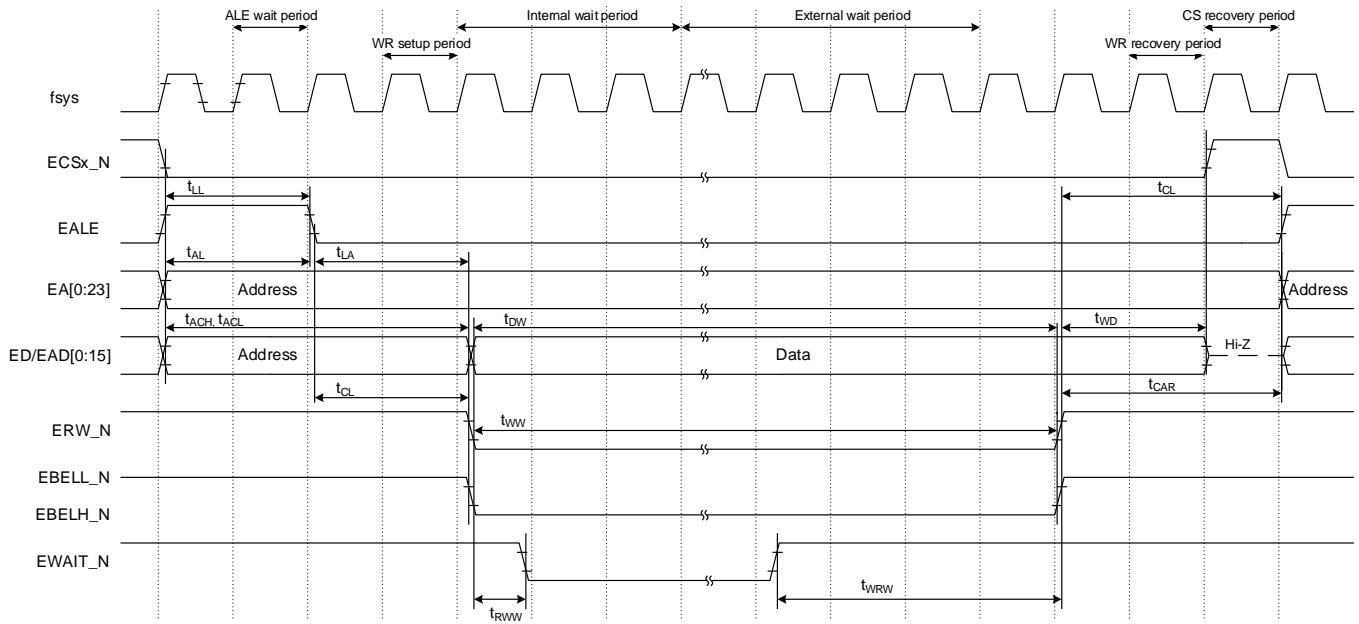 ALE wait period
Internal wait period
External wait period
CS recovery period
WR setup period
WR recovery period
fsys
ECSx_N
tLL
tCL
EALE
tAL
tLA
EA[0:23]
Address
Address
tACH, tACL
tDW
tWD
ED/EAD[0:15]
Address
Data
Hi-Z
tCL
tCAR
ERW_N
tWW
EBELL_N
EBELH_N
EWAIT_N
tRWW
tWRW